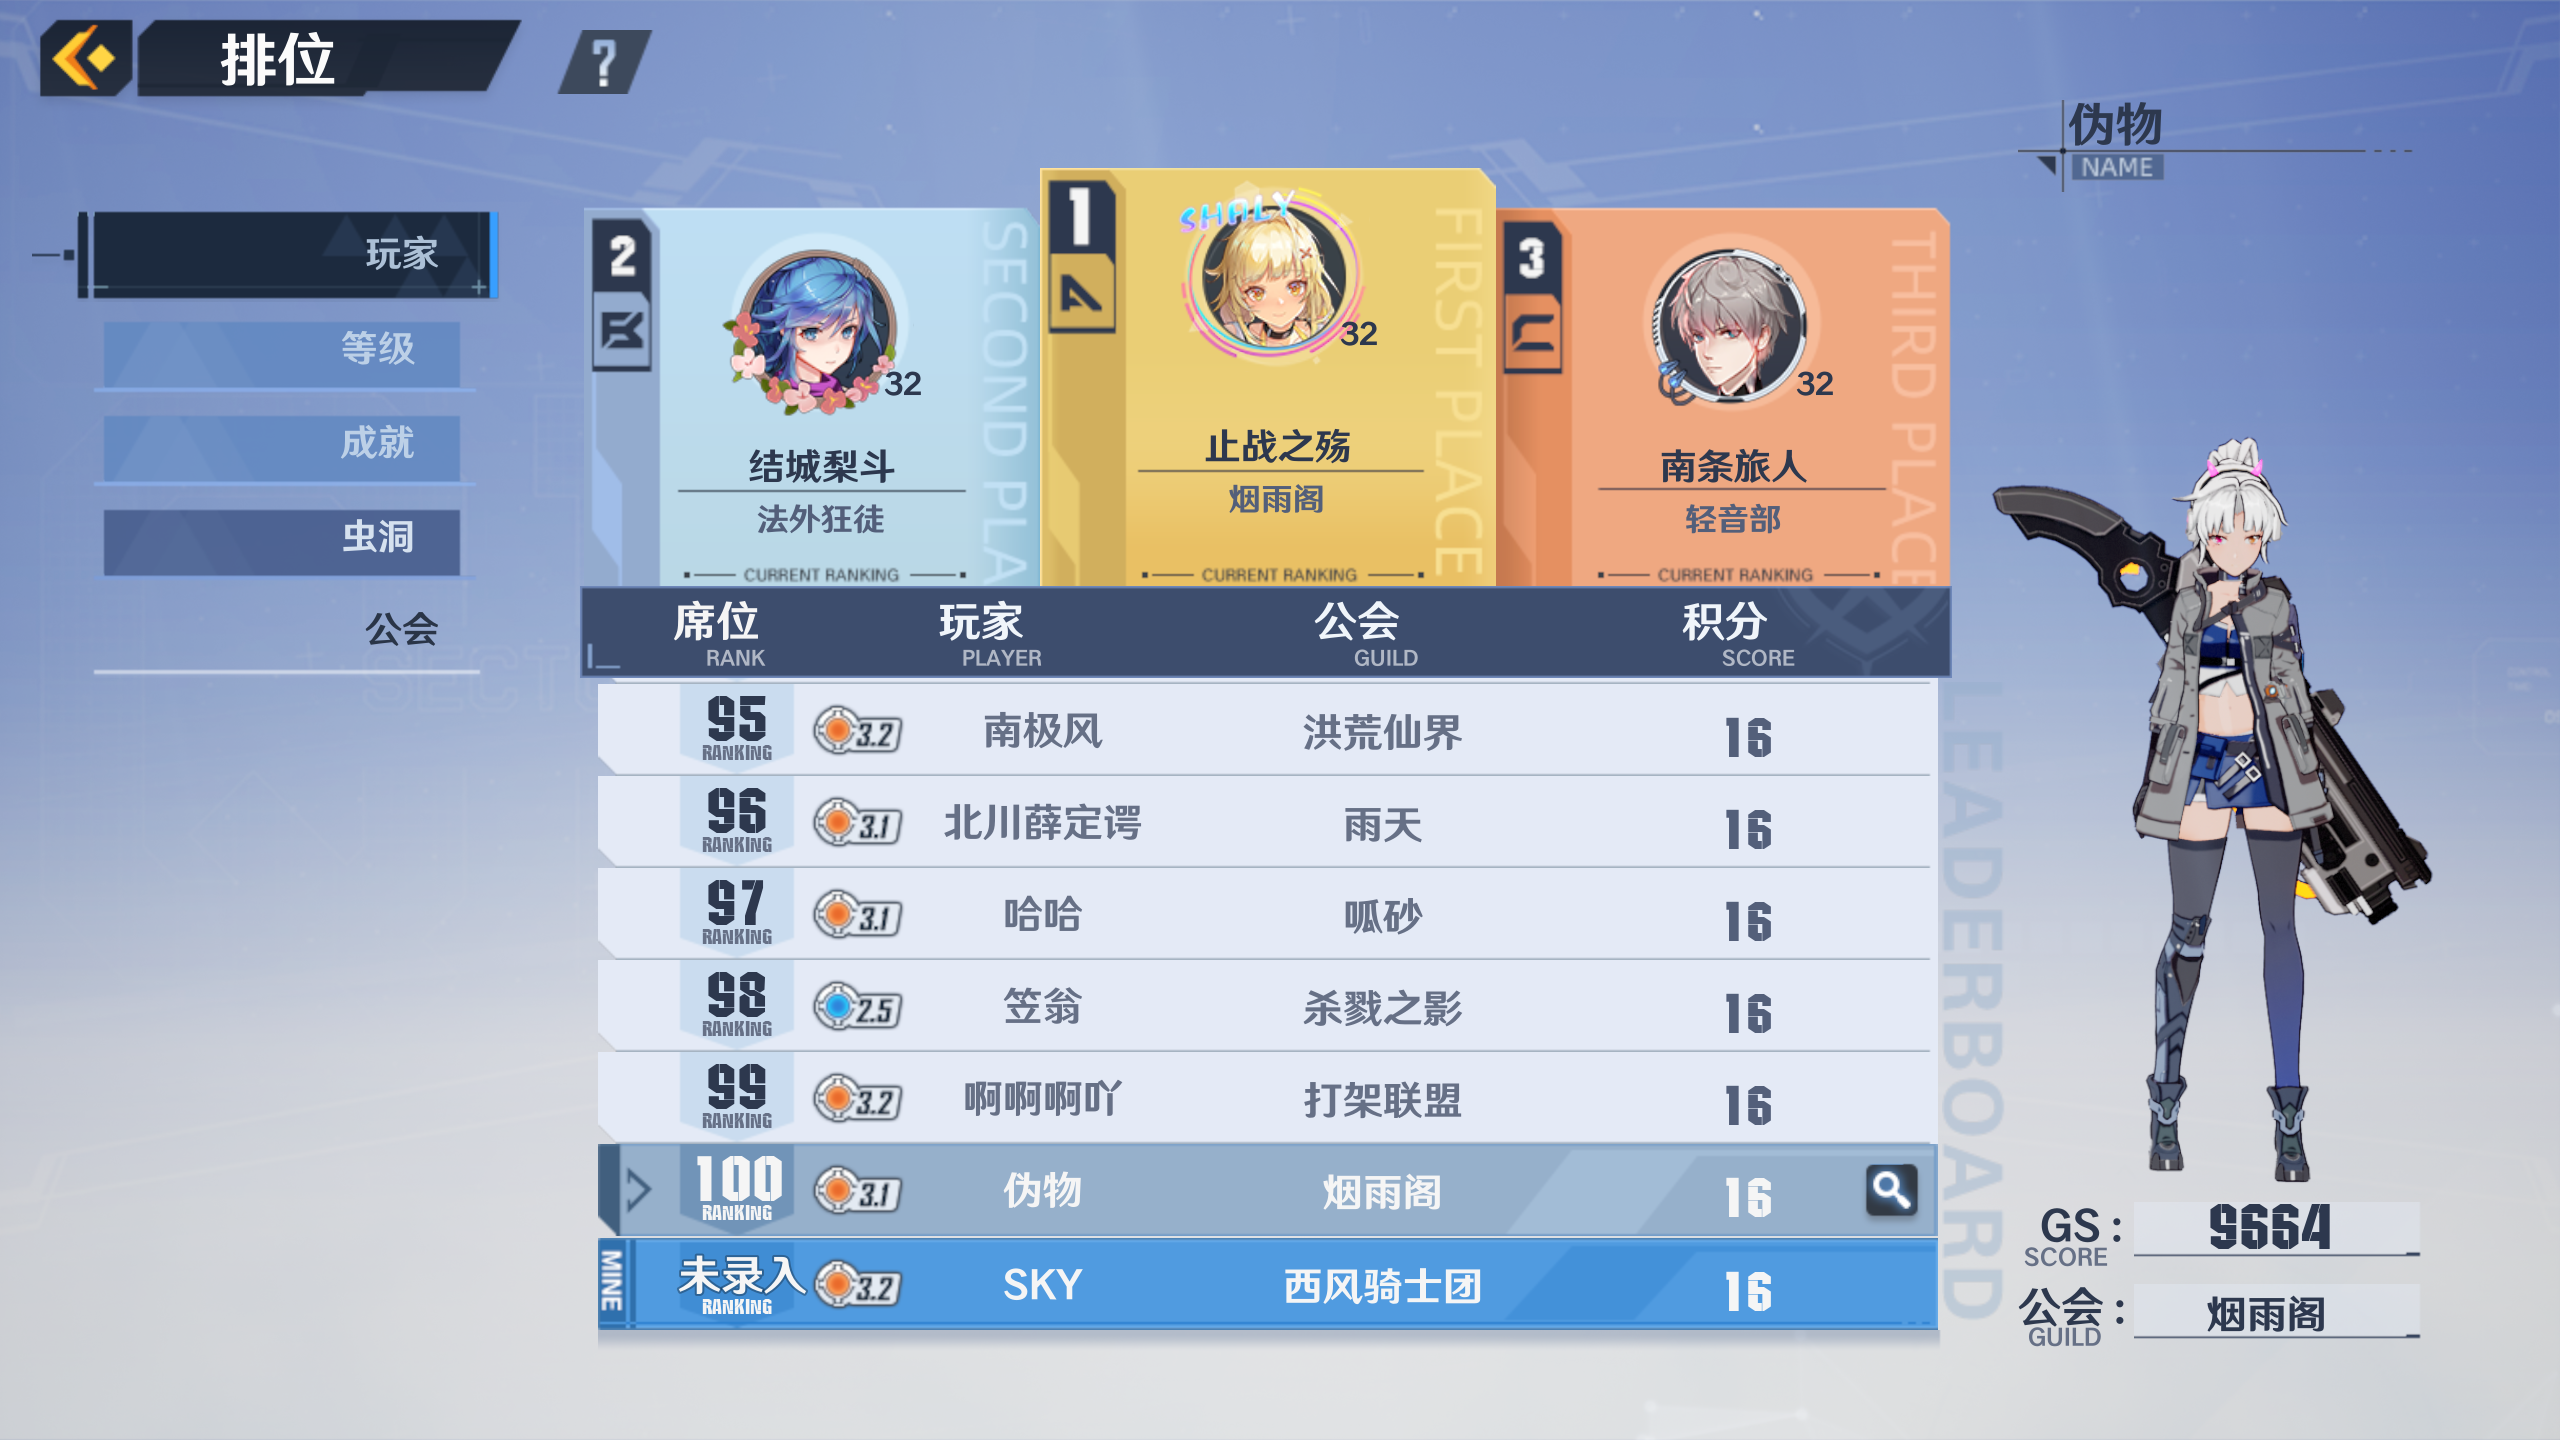 排位
?
伪物
NAME
玩家
等级
成就
虫洞
公会
2
B
SECOND PLA
32
结城梨斗
法外狂徒
CURRENT RANKING
1
A
SHALY
FIRST PLACE
32
止战之殇
烟雨阁
CURRENT RANKING
3
C
THIRD PLACE
32
南条旅人
轻音部
CURRENT RANKING
席位 玩家 公会 积分
RANK PLAYER GUILD SCORE
95 RANKING 3.2 南极风 洪荒仙界 16
96 RANKING 3.1 北川薛定谔 雨天 16
97 RANKING 3.1 哈哈 呱砂 16
98 RANKING 2.5 笠翁 杀戮之影 16
99 RANKING 3.2 啊啊啊吖 打架联盟 16
100 RANKING 3.1 伪物 烟雨阁 16
MINE 未录入 RANKING 3.2 SKY 西风骑士团 16
LEADERBOARD
GS : 9664
SCORE
公会 : 烟雨阁
GUILD